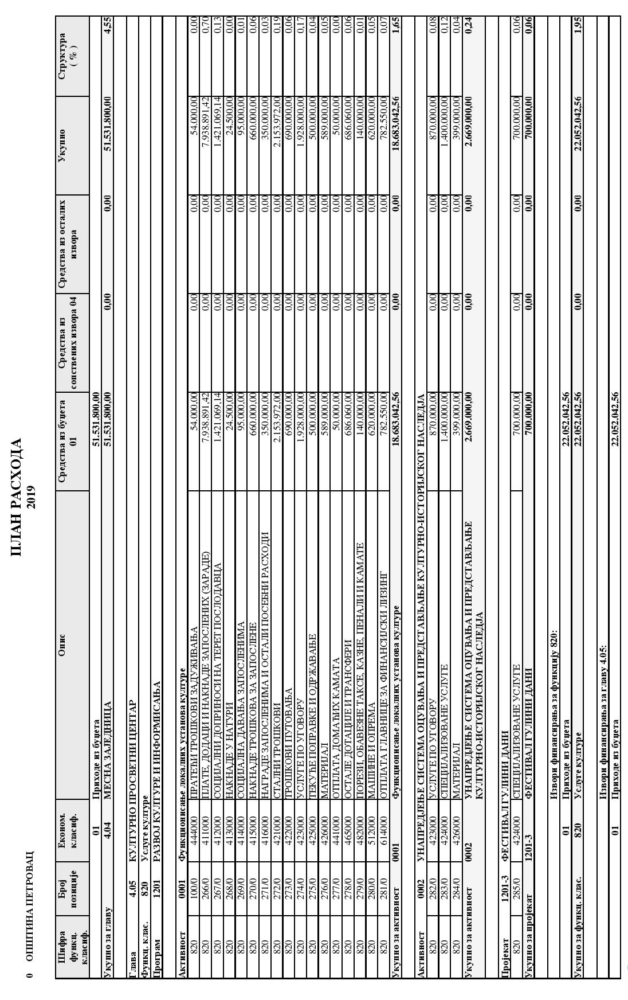 0 ОПШТИНА ПЕТРОВАЦ
ПЛАН РАСХОДА
2019
Шифра функц. класиф. Број позиције Економ. класиф. Опис Средства из буџета 01 Средства из сопствених извора 04 Средства из осталих извора Укупно Структура ( % )
01 Приходе из буџета 51.531.800,00
Укупно за главу 4.04 МЕСНА ЗАЈЕДНИЦА 51.531.800,00 0,00 0,00 51.531.800,00 4,55
Глава 4.05 КУЛТУРНО ПРОСВЕТНИ ЦЕНТАР
Функц. клас. 820 Услуге културе
Програм 1201 РАЗВОЈ КУЛТУРЕ И ИНФОРМИСАЊА
Активност 0001 Функционисање локалних установа културе
820 100/0 444000 ПРАТЕЋИ ТРОШКОВИ ЗАДУЖИВАЊА 54.000,00 0,00 0,00 54.000,00 0,00
820 266/0 411000 ПЛАТЕ, ДОДАЦИ И НАКНАДЕ ЗАПОСЛЕНИХ (ЗАРАДЕ) 7.938.891,42 0,00 0,00 7.938.891,42 0,70
820 267/0 412000 СОЦИЈАЛНИ ДОПРИНОСИ НА ТЕРЕТ ПОСЛОДАВЦА 1.421.069,14 0,00 0,00 1.421.069,14 0,13
820 268/0 413000 НАКНАДЕ У НАТУРИ 24.500,00 0,00 0,00 24.500,00 0,00
820 269/0 414000 СОЦИЈАЛНА ДАВАЊА ЗАПОСЛЕНИМА 95.000,00 0,00 0,00 95.000,00 0,01
820 270/0 415000 НАКНАДЕ ТРОШКОВА ЗА ЗАПОСЛЕНЕ 660.000,00 0,00 0,00 660.000,00 0,06
820 271/0 416000 НАГРАДЕ ЗАПОСЛЕНИМА И ОСТАЛИ ПОСЕБНИ РАСХОДИ 350.000,00 0,00 0,00 350.000,00 0,03
820 272/0 421000 СТАЛНИ ТРОШКОВИ 2.153.972,00 0,00 0,00 2.153.972,00 0,19
820 273/0 422000 ТРОШКОВИ ПУТОВАЊА 690.000,00 0,00 0,00 690.000,00 0,06
820 274/0 423000 УСЛУГЕ ПО УГОВОРУ 1.928.000,00 0,00 0,00 1.928.000,00 0,17
820 275/0 425000 ТЕКУЋЕ ПОПРАВКЕ И ОДРЖАВАЊЕ 500.000,00 0,00 0,00 500.000,00 0,04
820 276/0 426000 МАТЕРИЈАЛ 589.000,00 0,00 0,00 589.000,00 0,05
820 277/0 441000 ОТПЛАТА ДОМАЋИХ КАМАТА 50.000,00 0,00 0,00 50.000,00 0,00
820 278/0 465000 ОСТАЛЕ ДОТАЦИЈЕ И ТРАНСФЕРИ 686.060,00 0,00 0,00 686.060,00 0,06
820 279/0 482000 ПОРЕЗИ, ОБАВЕЗНЕ ТАКСЕ, КАЗНЕ, ПЕНАЛИ И КАМАТЕ 140.000,00 0,00 0,00 140.000,00 0,01
820 280/0 512000 МАШИНЕ И ОПРЕМА 620.000,00 0,00 0,00 620.000,00 0,05
820 281/0 614000 ОТПЛАТА ГЛАВНИЦЕ ЗА ФИНАНСИЈСКИ ЛИЗИНГ 782.550,00 0,00 0,00 782.550,00 0,07
Укупно за активност 0001 Функционисање локалних установа културе 18.683.042,56 0,00 0,00 18.683.042,56 1,65
Активност 0002 УНАПРЕДЈЕЊЕ СИСТЕМА ОЦУВАЊА И ПРЕДСТАВЉАЊЕ КУЛТУРНО-ИСТОРИЈСКОГ НАСЛЕДЈА
820 282/0 423000 УСЛУГЕ ПО УГОВОРУ 870.000,00 0,00 0,00 870.000,00 0,08
820 283/0 424000 СПЕЦИЈАЛИЗОВАНЕ УСЛУГЕ 1.400.000,00 0,00 0,00 1.400.000,00 0,12
820 284/0 426000 МАТЕРИЈАЛ 399.000,00 0,00 0,00 399.000,00 0,04
Укупно за активност 0002 УНАПРЕДЈЕЊЕ СИСТЕМА ОЦУВАЊА И ПРЕДСТАВЉАЊЕ 2.669.000,00 0,00 0,00 2.669.000,00 0,24
КУЛТУРНО-ИСТОРИЈСКОГ НАСЛЕДЈА
Пројекат 1201-3 ФЕСТИВАЛ ГУЛИНИ ДАНИ
820 285/0 424000 СПЕЦИЈАЛИЗОВАНЕ УСЛУГЕ 700.000,00 0,00 0,00 700.000,00 0,06
Укупно за пројекат 1201-3 ФЕСТИВАЛ ГУЛИНИ ДАНИ 700.000,00 0,00 0,00 700.000,00 0,06
Извори финансирања за функцију 820:
01 Приходе из буџета 22.052.042,56
Укупно за функц. клас. 820 Услуге културе 22.052.042,56 0,00 0,00 22.052.042,56 1,95
Извори финансирања за главу 4.05:
01 Приходе из буџета 22.052.042,56